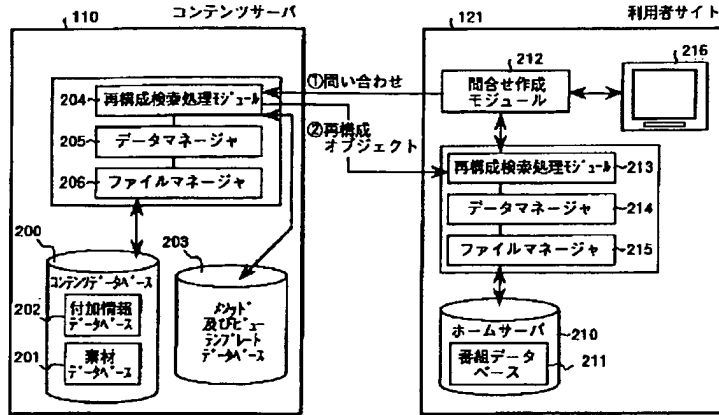 110
コンテンツサーバ
204
再構成検索処理モジュール
205
データマネージャ
206
ファイルマネージャ
200
コンテンツデータベース
202
付加情報
データベース
201
素材
データベース
203
メソッド
及びビュー
テンプレート
データベース
①問い合わせ
②再構成
オブジェクト
121
利用者サイト
212
問合せ作成
モジュール
216
再構成検索処理モジュール
213
データマネージャ
214
ファイルマネージャ
215
ホームサーバ
210
番組データ
ベース
211